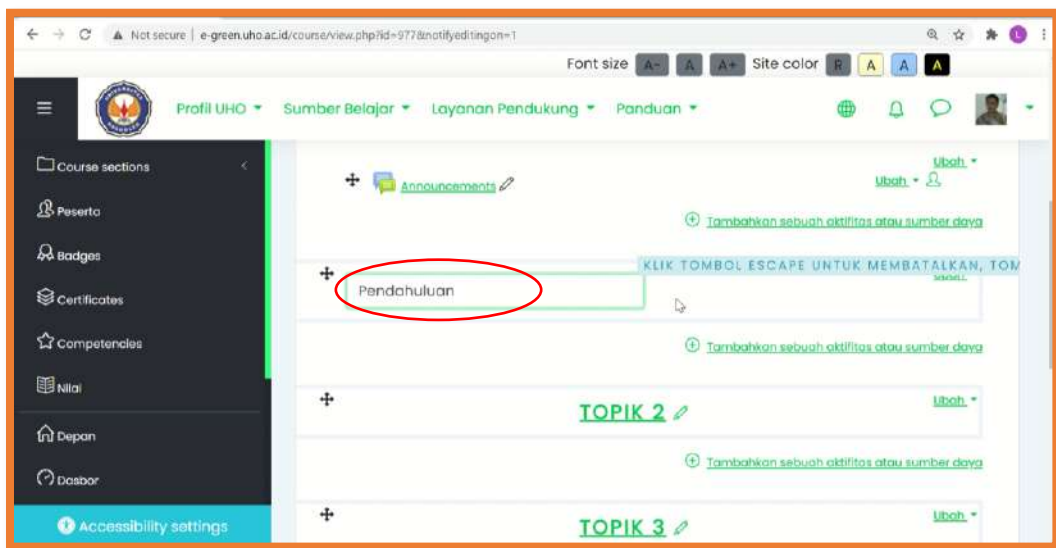 Not secure | e-green.uho.ac.id/course/view.php?id=977&notifyeditingon=1
L
Font size A- A A+ Site color R A A A
Profil UHO Sumber Belajar Layanan Pendukung Panduan
Course sections
Peserta
Badges
Certificates
Competencies
Nilai
Depan
Dasbor
Accessibility settings
Ubah
Announcements
Ubah
Tambahkan sebuah aktifitas atau sumber daya
KLIK TOMBOL ESCAPE UNTUK MEMBATALKAN, TOM
Ubah
Pendahuluan
Tambahkan sebuah aktifitas atau sumber daya
TOPIK 2
Ubah
Tambahkan sebuah aktifitas atau sumber daya
TOPIK 3
Ubah